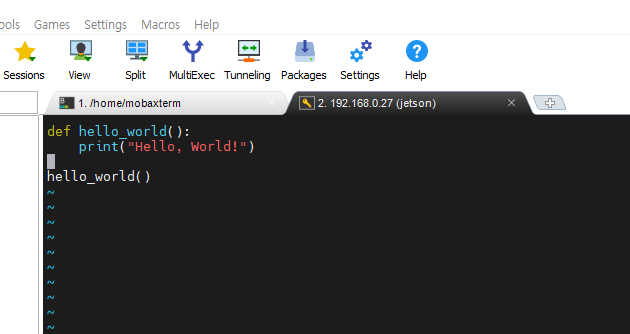 ools Games Settings Macros Help
Sessions View Split MultiExec Tunneling Packages Settings Help
1. /home/mobaxterm 2. 192.168.0.27 (jetson)
def hello_world():
    print("Hello, World!")
hello_world()
~
~
~
~
~
~
~
~
~
~